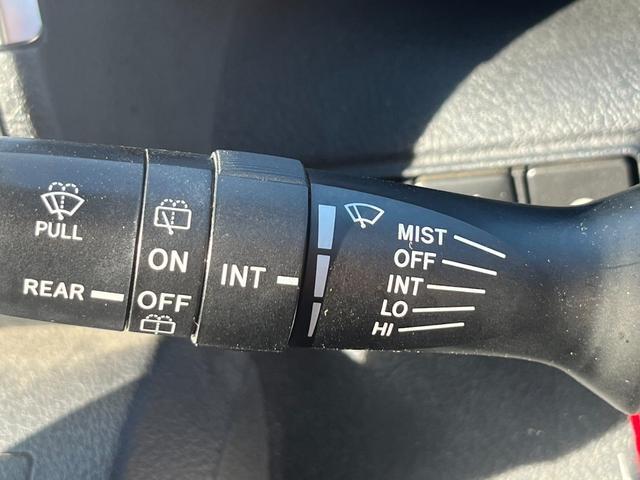 PULL
REAR
ON
OFF
INT
MIST
OFF
INT
LO
HI